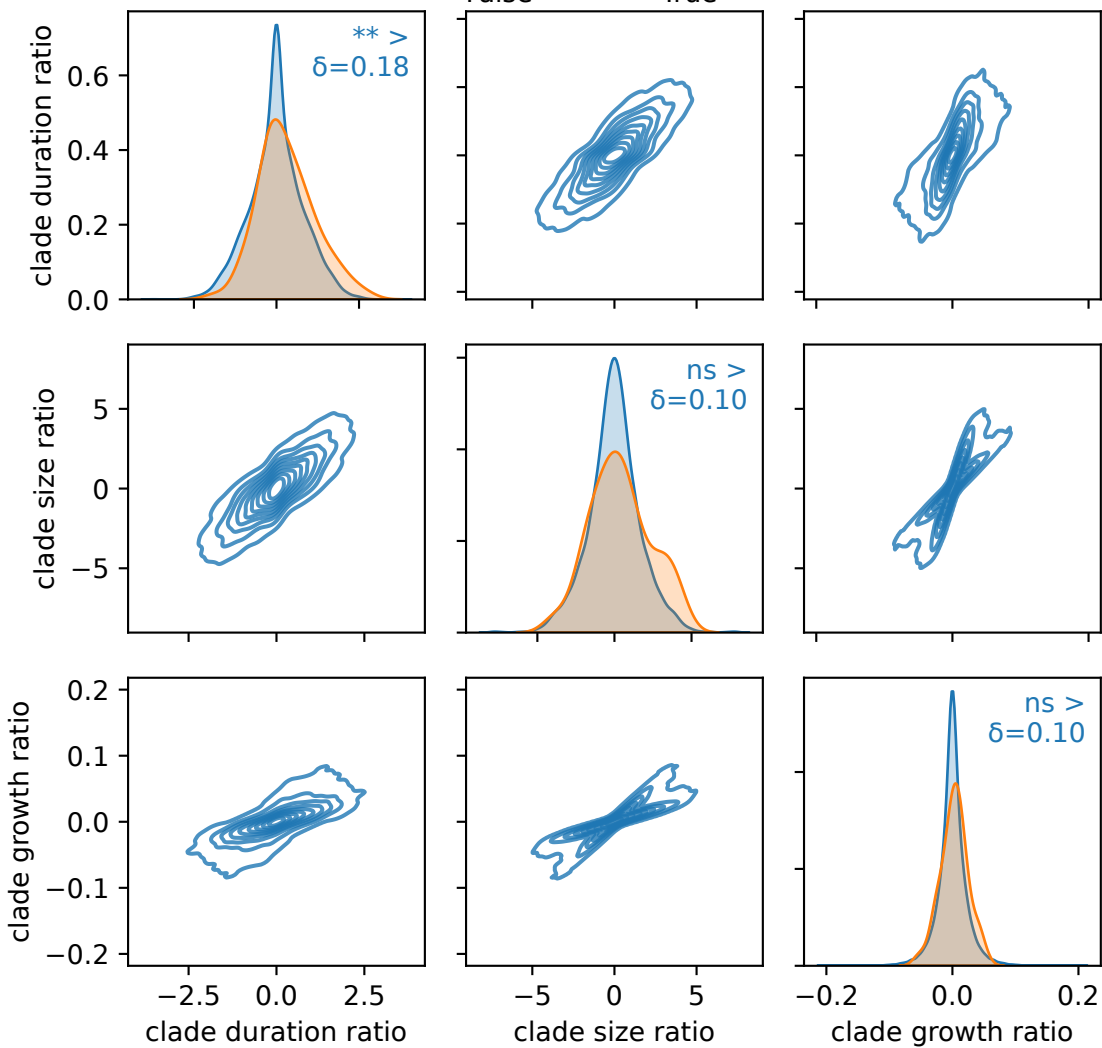 False True
** >
δ=0.18
clade duration ratio
0.6
0.4
0.2
0.0
ns >
δ=0.10
clade size ratio
5
0
−5
ns >
δ=0.10
clade growth ratio
0.2
0.1
0.0
−0.1
−0.2
−2.5 0.0 2.5
−5 0 5
−0.2 0.0 0.2
clade duration ratio
clade size ratio
clade growth ratio